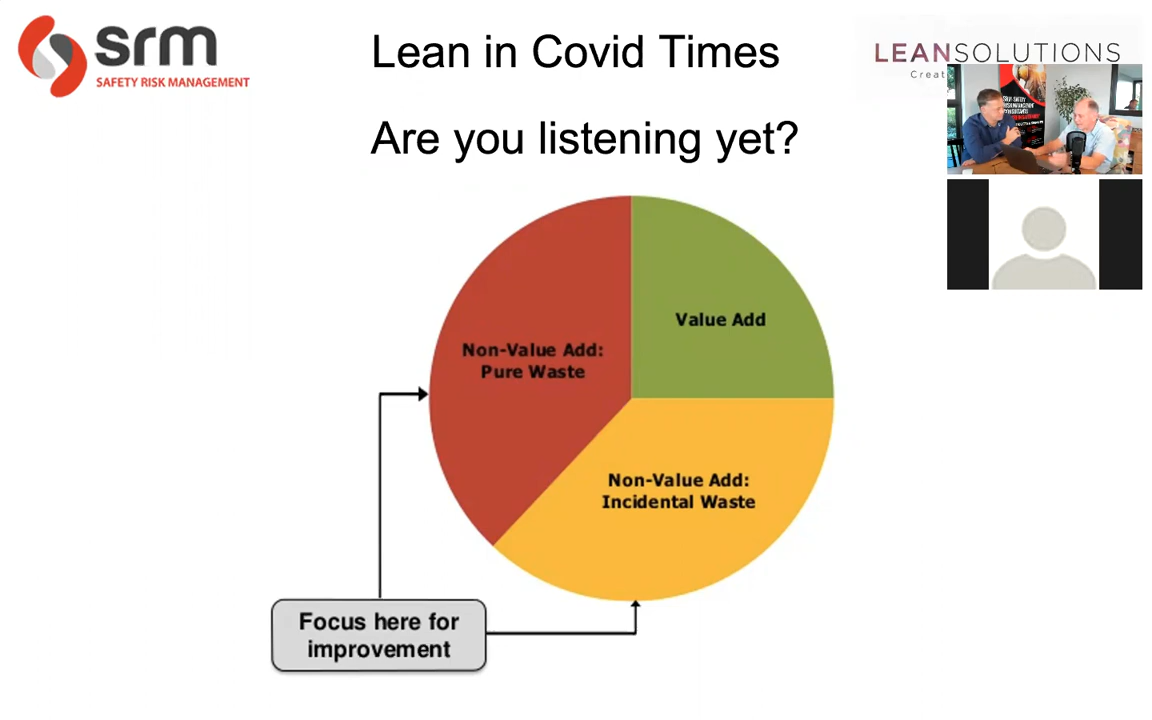 srm
SAFETY RISK MANAGEMENT
Lean in Covid Times
LEANSOLUTIONS
Creat
Are you listening yet?
Value Add
Non-Value Add:
Pure Waste
Non-Value Add:
Incidental Waste
Focus here for
improvement